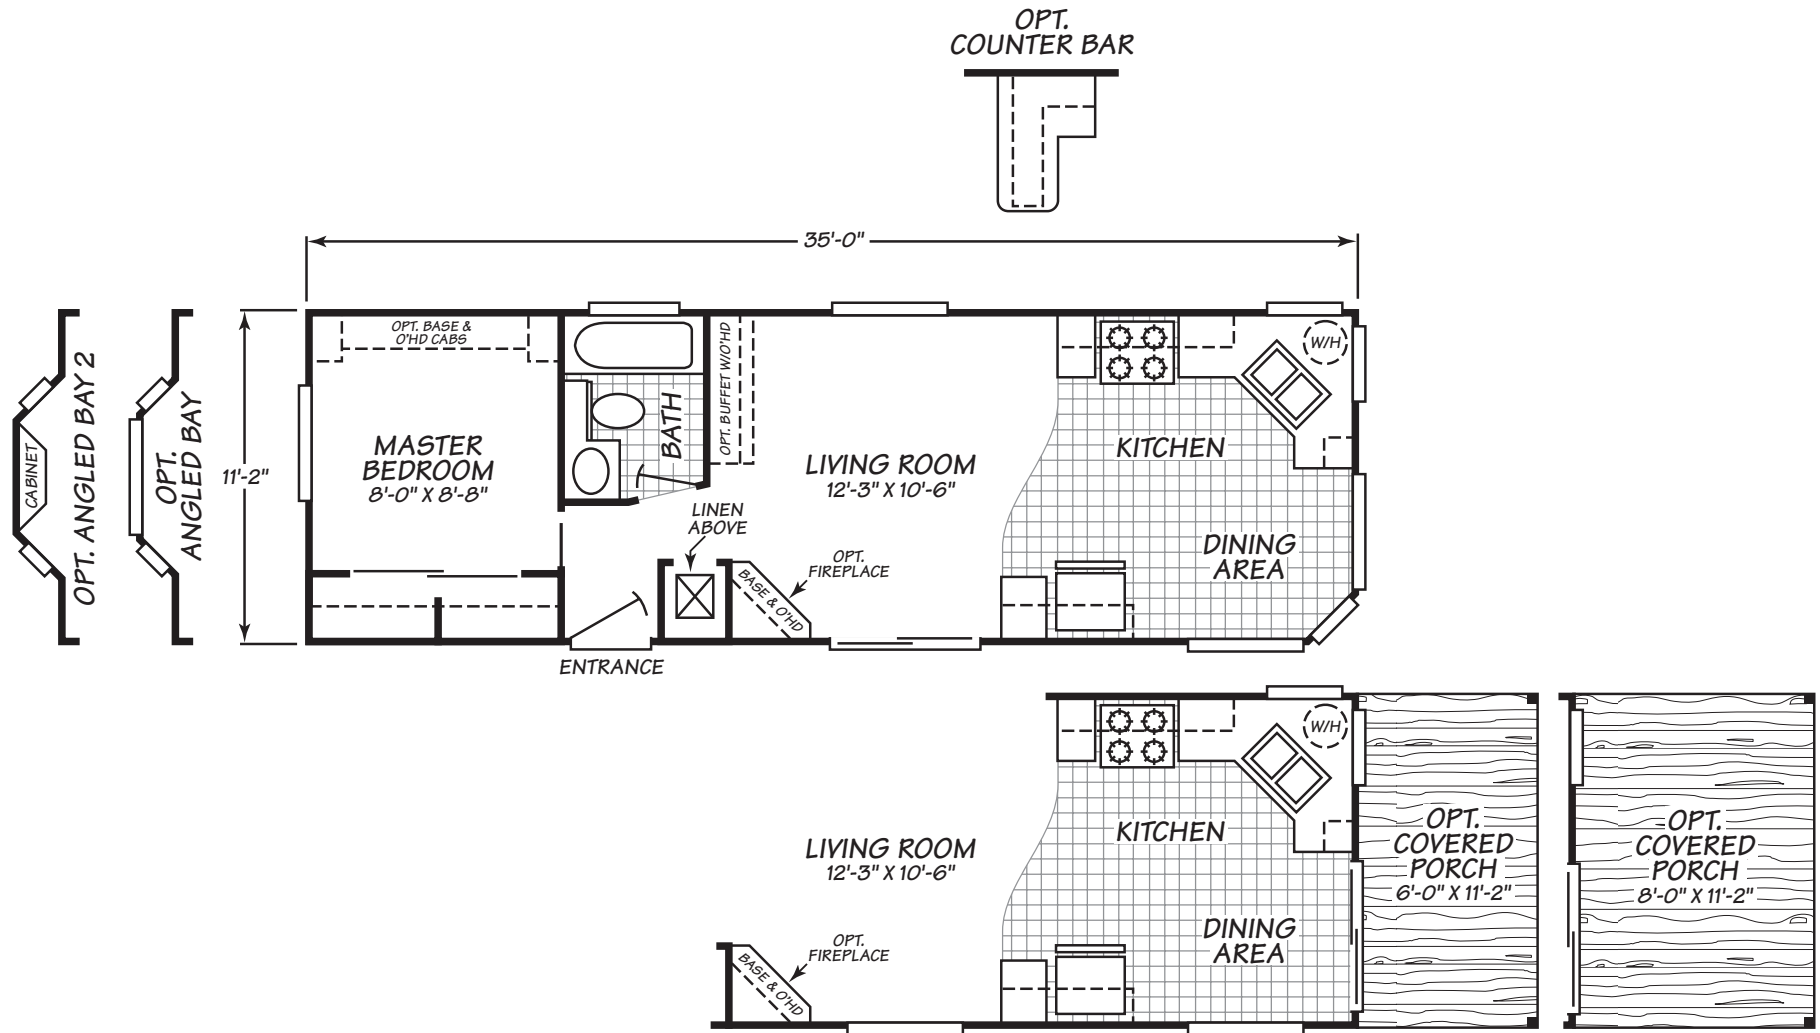 OPT.
COUNTER BAR
35'-0"
11'-2"
CABINET
OPT. ANGLED BAY 2
OPT.
ANGLED BAY
OPT. BASE &
O'HD CABS
MASTER
BEDROOM
8'-0" X 8'-8"
BATH
OPT. BUFFET W/O'HD
LINEN
ABOVE
LIVING ROOM
12'-3" X 10'-6"
OPT.
FIREPLACE
BASE & O'HD
ENTRANCE
W/H
KITCHEN
DINING
AREA
W/H
KITCHEN
LIVING ROOM
12'-3" X 10'-6"
DINING
AREA
OPT.
FIREPLACE
BASE & O'HD
OPT.
COVERED
PORCH
6'-0" X 11'-2"
OPT.
COVERED
PORCH
8'-0" X 11'-2"